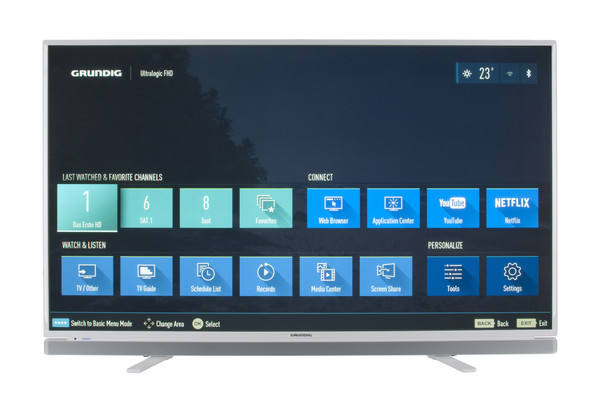 GRUNDIG
Ultralogic FHD
23°
LAST WATCHED & FAVORITE CHANNELS
CONNECT
1
Das Erste HD
6
SAT.1
8
3sat
Favorites
Web Browser
Application Center
YouTube
YouTube
NETFLIX
Netflix
WATCH & LISTEN
PERSONALIZE
TV / Other
TV Guide
Schedule List
Records
Media Center
Screen Share
Tools
Settings
Switch to Basic Menu Mode
Change Area
OK Select
BACK Back
EXIT Exit
GRUNDIG